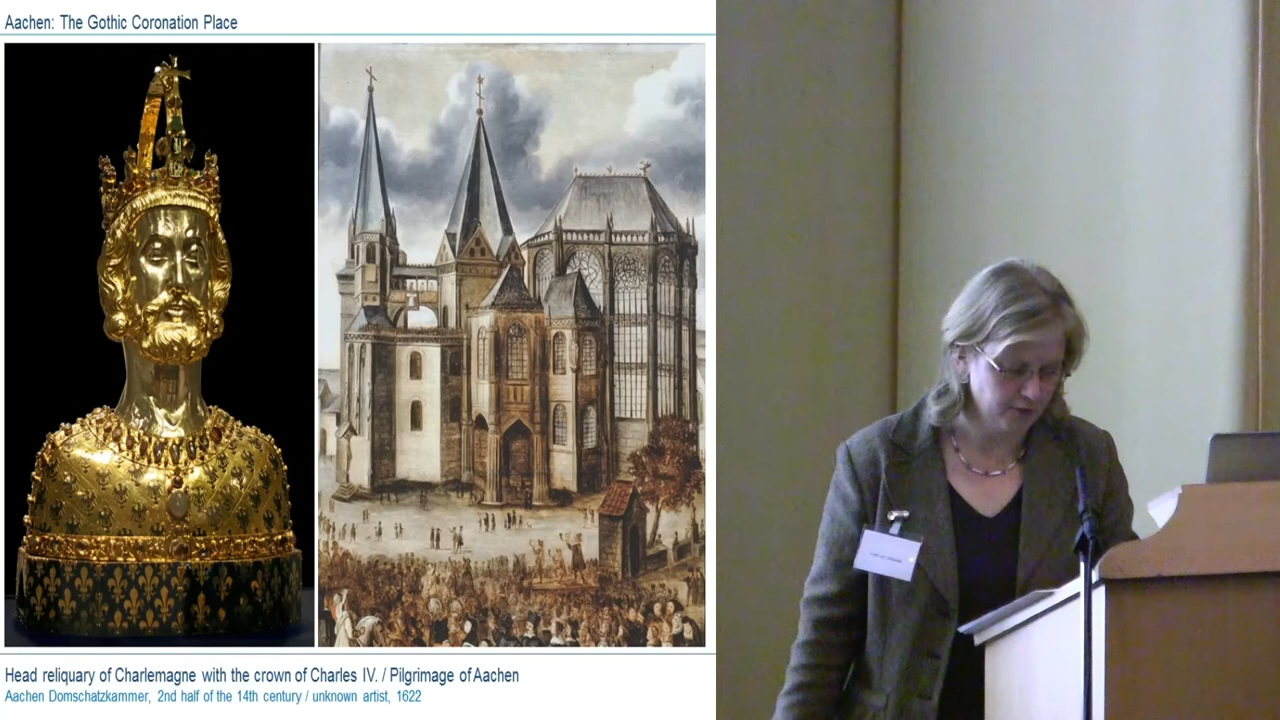 Aachen: The Gothic Coronation Place
Head reliquary of Charlemagne with the crown of Charles IV. / Pilgrimage of Aachen
Aachen Domschatzkammer, 2nd half of the 14th century / unknown artist, 1622